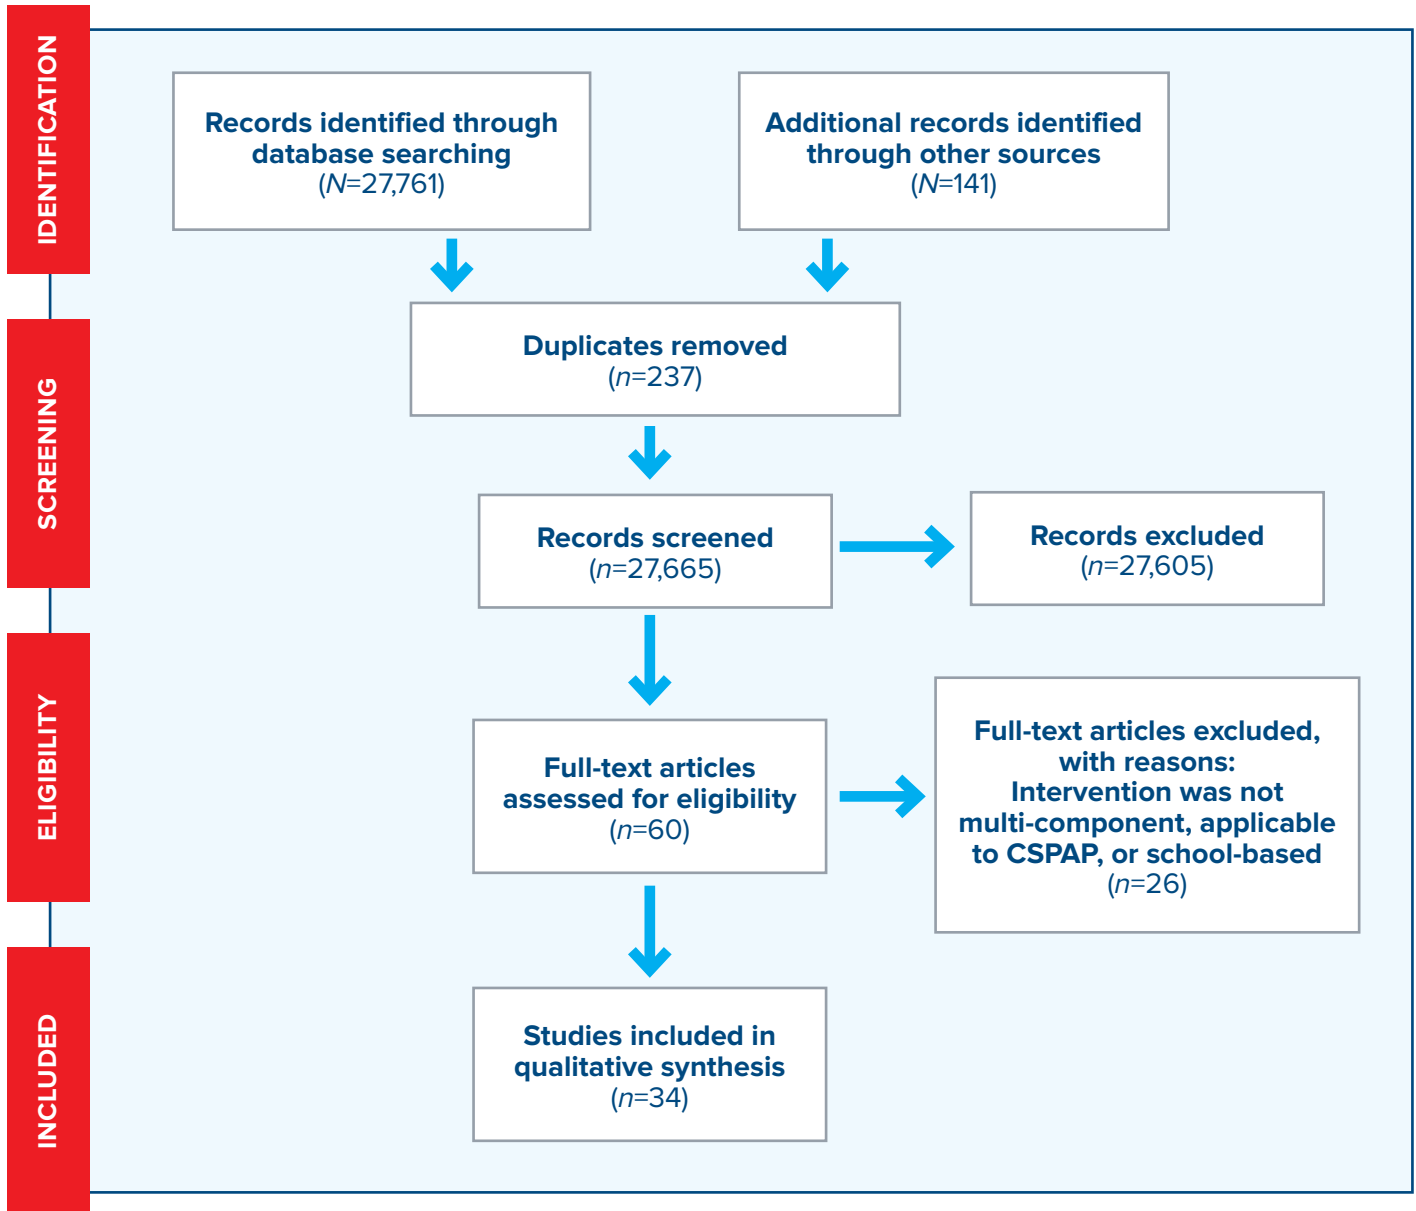 IDENTIFICATION
Records identified through
database searching
(N=27,761)
Additional records identified
through other sources
(N=141)
SCREENING
Duplicates removed
(n=237)
Records screened
(n=27,665)
Records excluded
(n=27,605)
ELIGIBILITY
Full-text articles
assessed for eligibility
(n=60)
Full-text articles excluded,
with reasons:
Intervention was not
multi-component, applicable
to CSPAP, or school-based
(n=26)
INCLUDED
Studies included in
qualitative synthesis
(n=34)